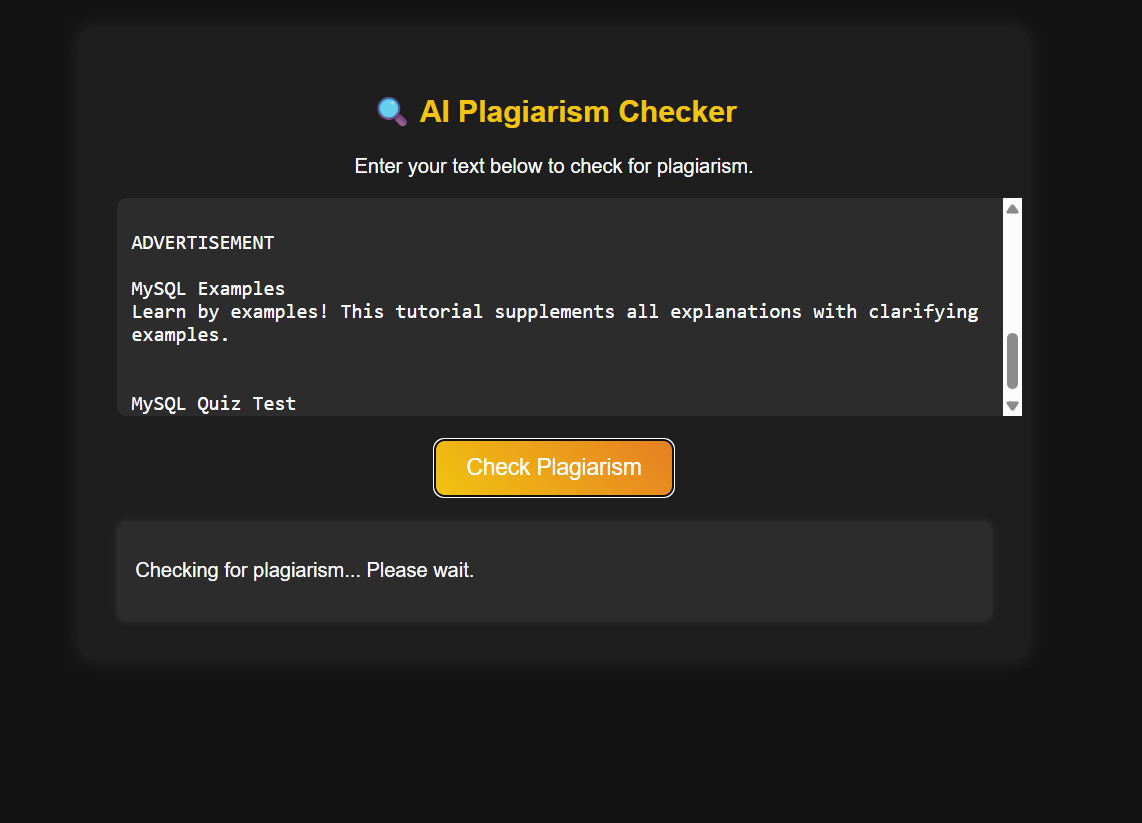 🔍 AI Plagiarism Checker
Enter your text below to check for plagiarism.
ADVERTISEMENT
MySQL Examples
Learn by examples! This tutorial supplements all explanations with clarifying
examples.
MySQL Quiz Test
Check Plagiarism
Checking for plagiarism... Please wait.